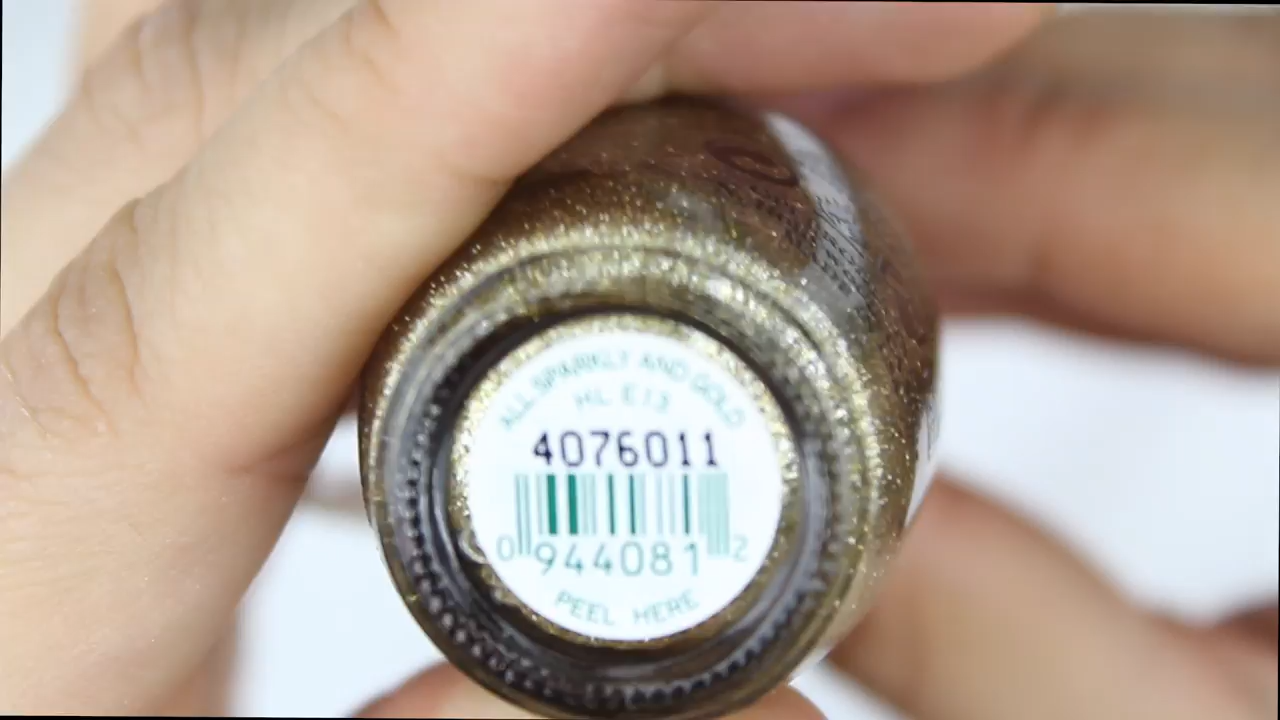 ALL SPARKLY AND GOLD
HL E13
4076011
0 944081 2
PEEL HERE